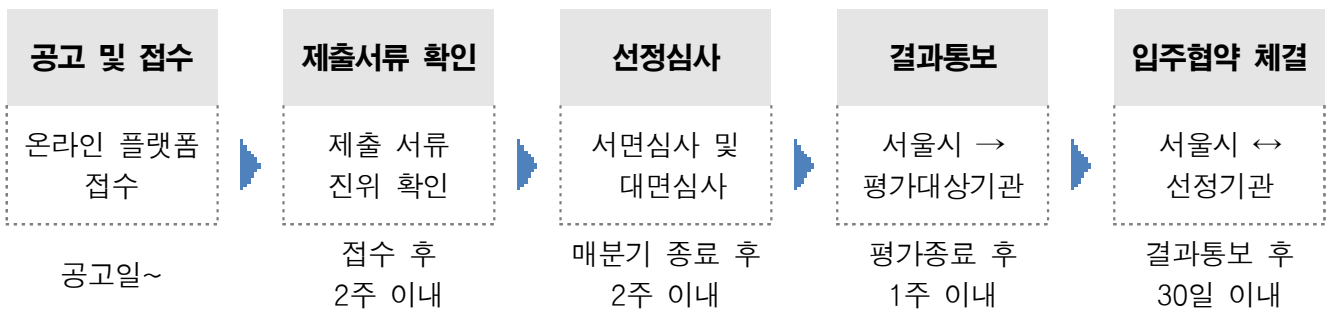 공고 및 접수
온라인 플랫폼
접수
공고일~
제출서류 확인
제출 서류
진위 확인
접수 후
2주 이내
선정심사
서면심사 및
대면심사
매분기 종료 후
2주 이내
결과통보
서울시 →
평가대상기관
평가종료 후
1주 이내
입주협약 체결
서울시 ↔
선정기관
결과통보 후
30일 이내